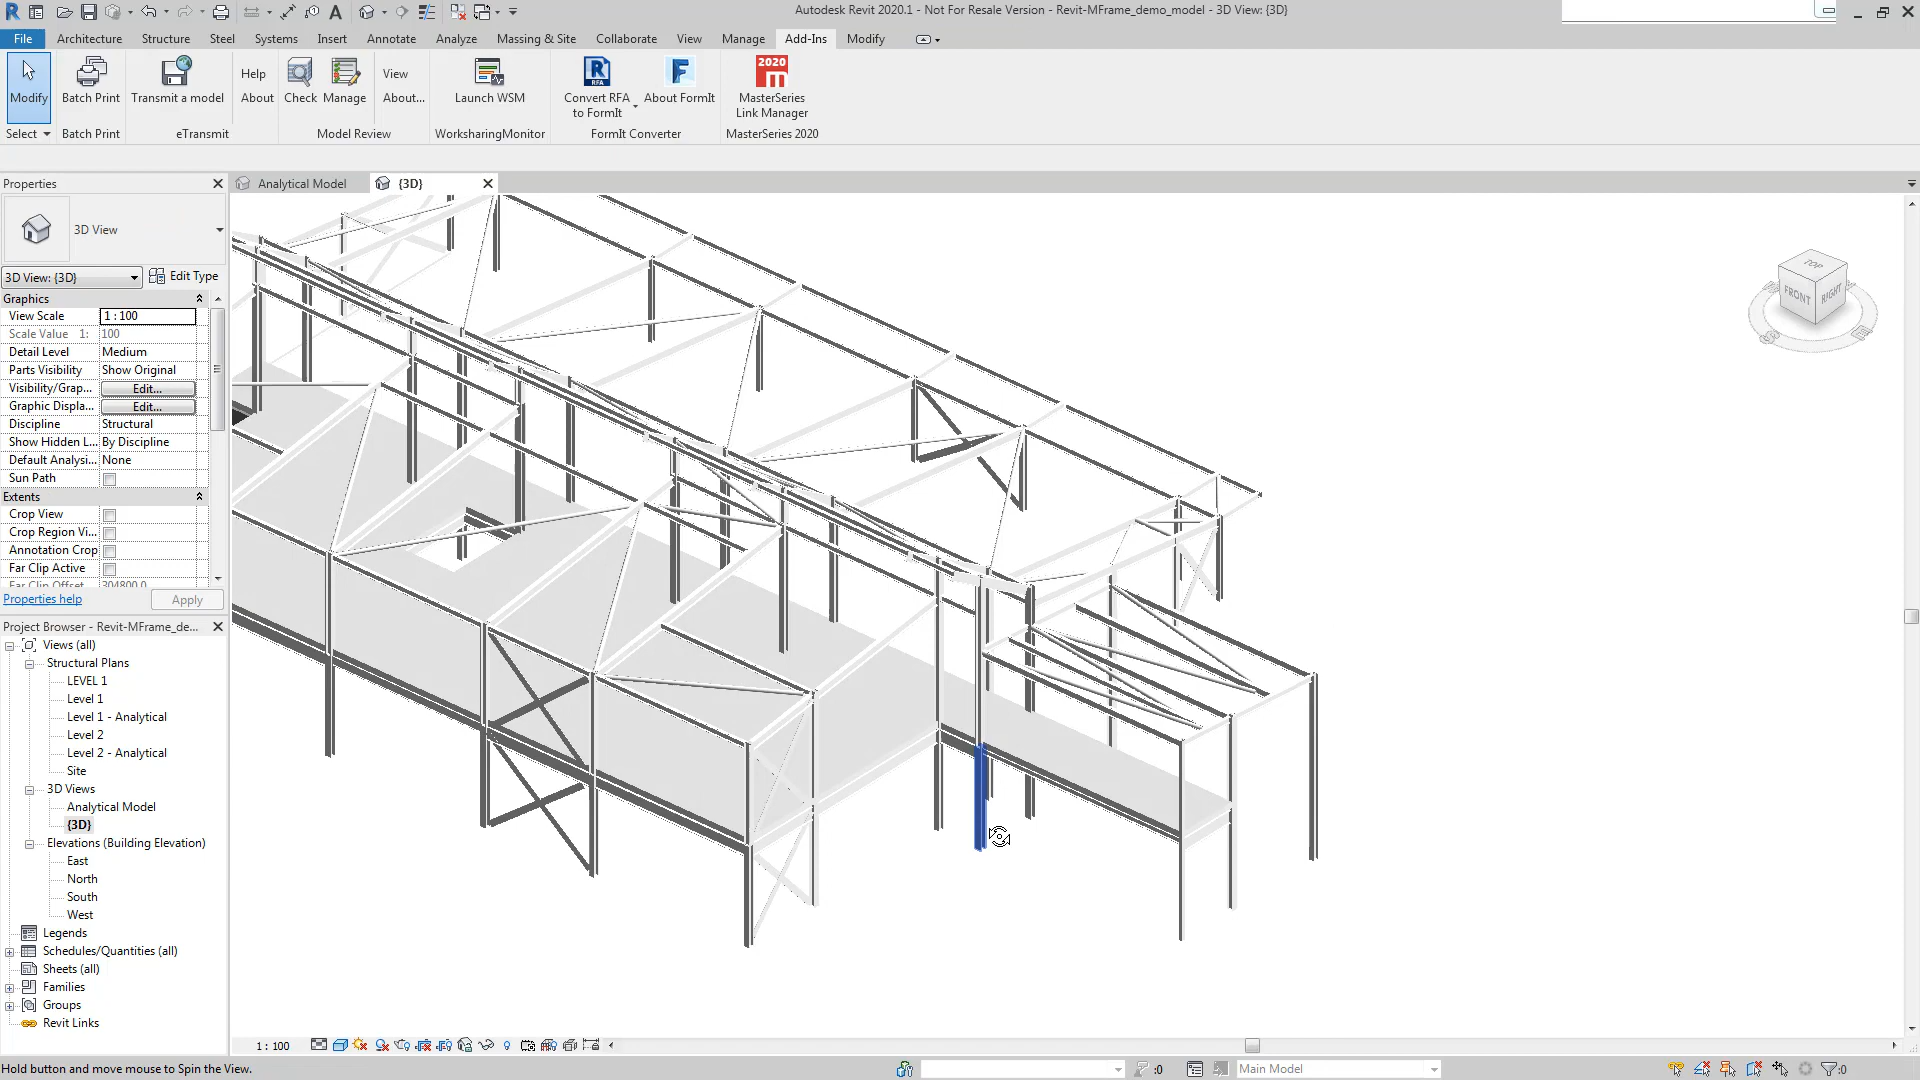 Autodesk Revit 2020.1 - Not For Resale Version - Revit-MFrame_demo_model - 3D View: {3D}
File Architecture Structure Steel Systems Insert Annotate Analyze Massing & Site Collaborate View Manage Add-Ins Modify
Modify
Batch Print
Transmit a model
Help
About
Check
Manage
View
About...
Launch WSM
Convert RFA
to FormIt
About FormIt
2020
MasterSeries
Link Manager
Select
Batch Print
eTransmit
Model Review
WorksharingMonitor
FormIt Converter
MasterSeries 2020
Properties
Analytical Model
{3D}
3D View
3D View: {3D}
Edit Type
Graphics
View Scale 1 : 100
Scale Value 1: 100
Detail Level Medium
Parts Visibility Show Original
Visibility/Grap... Edit...
Graphic Displa... Edit...
Discipline Structural
Show Hidden L... By Discipline
Default Analysi... None
Sun Path
Extents
Crop View
Crop Region Vi...
Annotation Crop
Far Clip Active
Far Clip Offset 304800.0
Properties help
Apply
Project Browser - Revit-MFrame_de...
Views (all)
Structural Plans
LEVEL 1
Level 1
Level 1 - Analytical
Level 2
Level 2 - Analytical
Site
3D Views
Analytical Model
{3D}
Elevations (Building Elevation)
East
North
South
West
Legends
Schedules/Quantities (all)
Sheets (all)
Families
Groups
Revit Links
TOP
FRONT
RIGHT
1 : 100
Hold button and move mouse to Spin the View.
:0
Main Model
:0